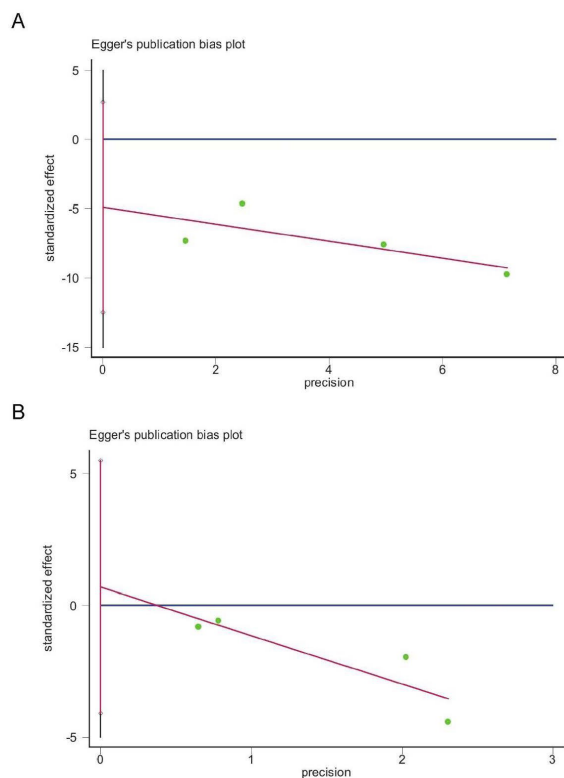 A
Egger's publication bias plot
5
0
-5
-10
-15
standardized effect
0 2 4 6 8
precision
B
Egger's publication bias plot
5
0
-5
standardized effect
0 1 2 3
precision